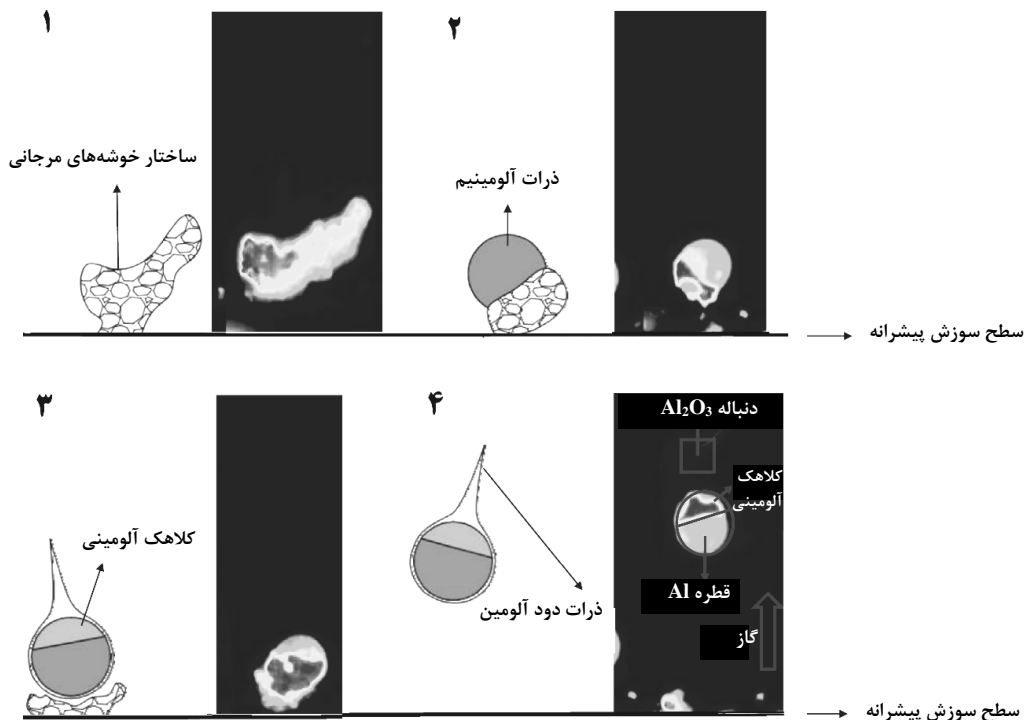 ۱
ساختار خوشه‌های مرجانی
۲
ذرات آلومینیم
سطح سوزش پیشرانه
۳
کلاهک آلومینی
۴
ذرات دود آلومین
دنباله Al2O3
کلاهک
آلومینی
قطره Al
گاز
سطح سوزش پیشرانه